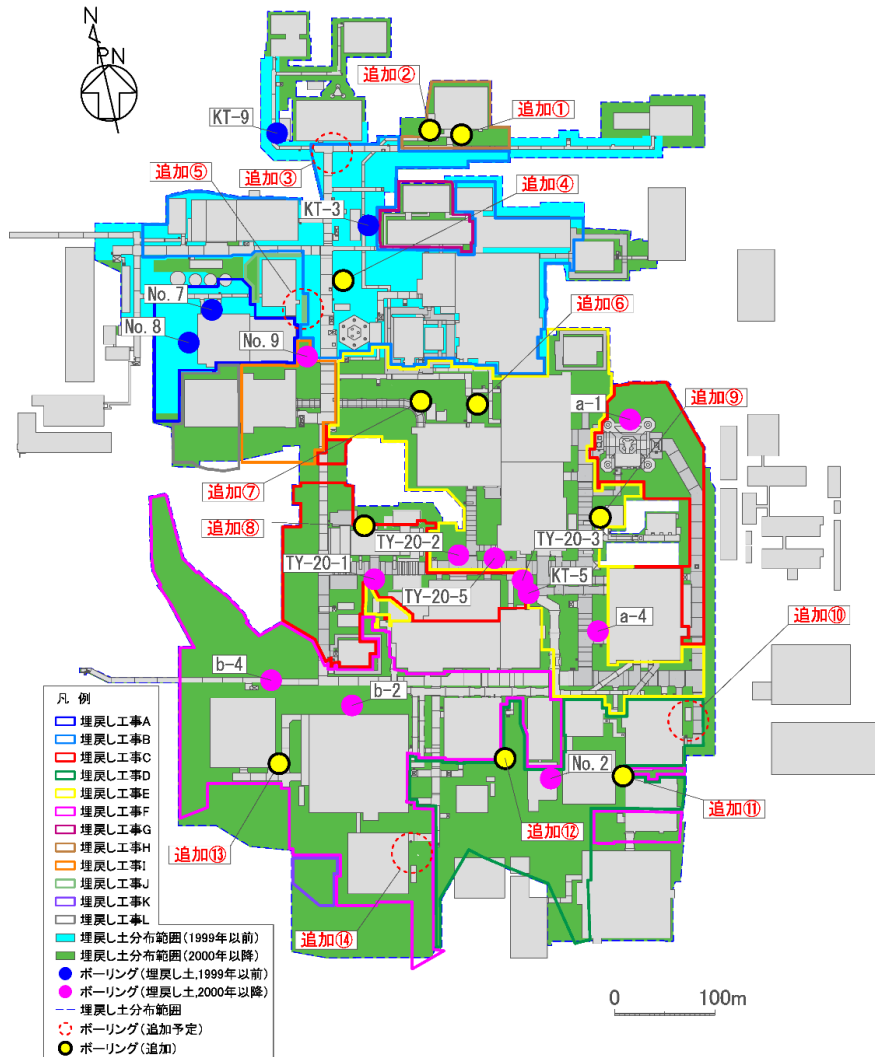 N
PN
追加②
追加①
KT-9
追加③
追加⑤
追加④
KT-3
No.7
追加⑥
No.8
No.9
追加⑨
a-1
追加⑦
追加⑧
TY-20-2
TY-20-3
TY-20-1
KT-5
TY-20-5
a-4
追加⑩
b-4
b-2
No.2
追加⑪
追加⑫
追加⑬
追加⑭
凡 例
埋戻し工事A
埋戻し工事B
埋戻し工事C
埋戻し工事D
埋戻し工事E
埋戻し工事F
埋戻し工事G
埋戻し工事H
埋戻し工事I
埋戻し工事J
埋戻し工事K
埋戻し工事L
埋戻し土分布範囲(1999年以前)
埋戻し土分布範囲(2000年以降)
ボーリング(埋戻し土,1999年以前)
ボーリング(埋戻し土,2000年以降)
埋戻し土分布範囲
ボーリング(追加予定)
ボーリング(追加)
0 100m